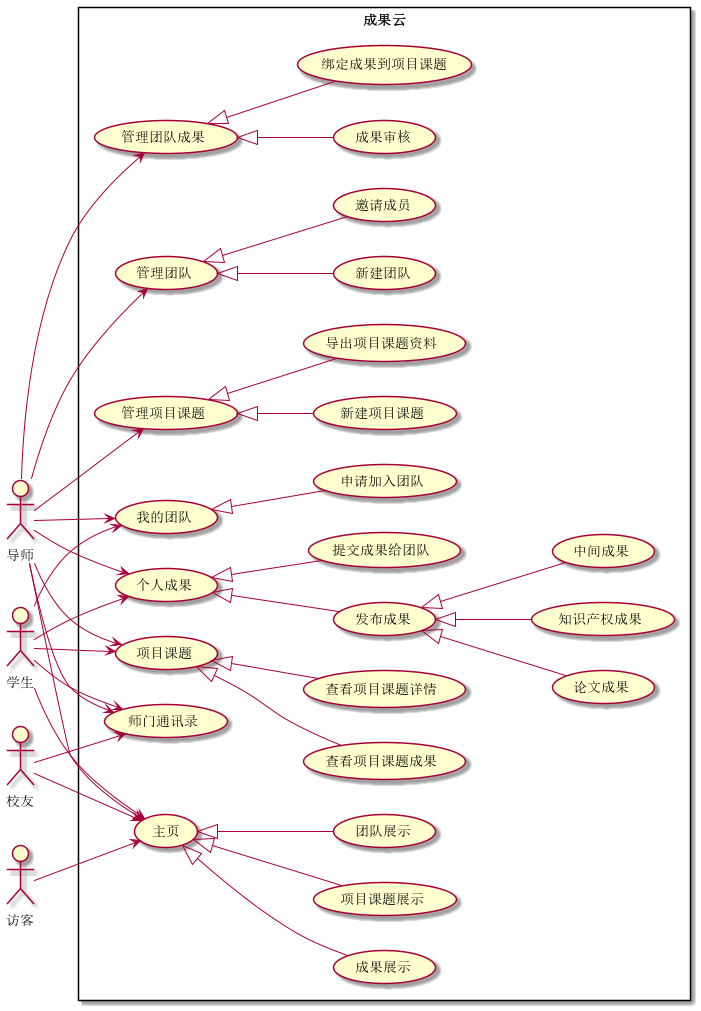 成果云
绑定成果到项目课题
管理团队成果
成果审核
邀请成员
管理团队
新建团队
导出项目课题资料
管理项目课题
新建项目课题
申请加入团队
我的团队
提交成果给团队
中间成果
导师
个人成果
发布成果
知识产权成果
项目课题
学生
查看项目课题详情
论文成果
师门通讯录
查看项目课题成果
校友
主页
团队展示
项目课题展示
访客
成果展示